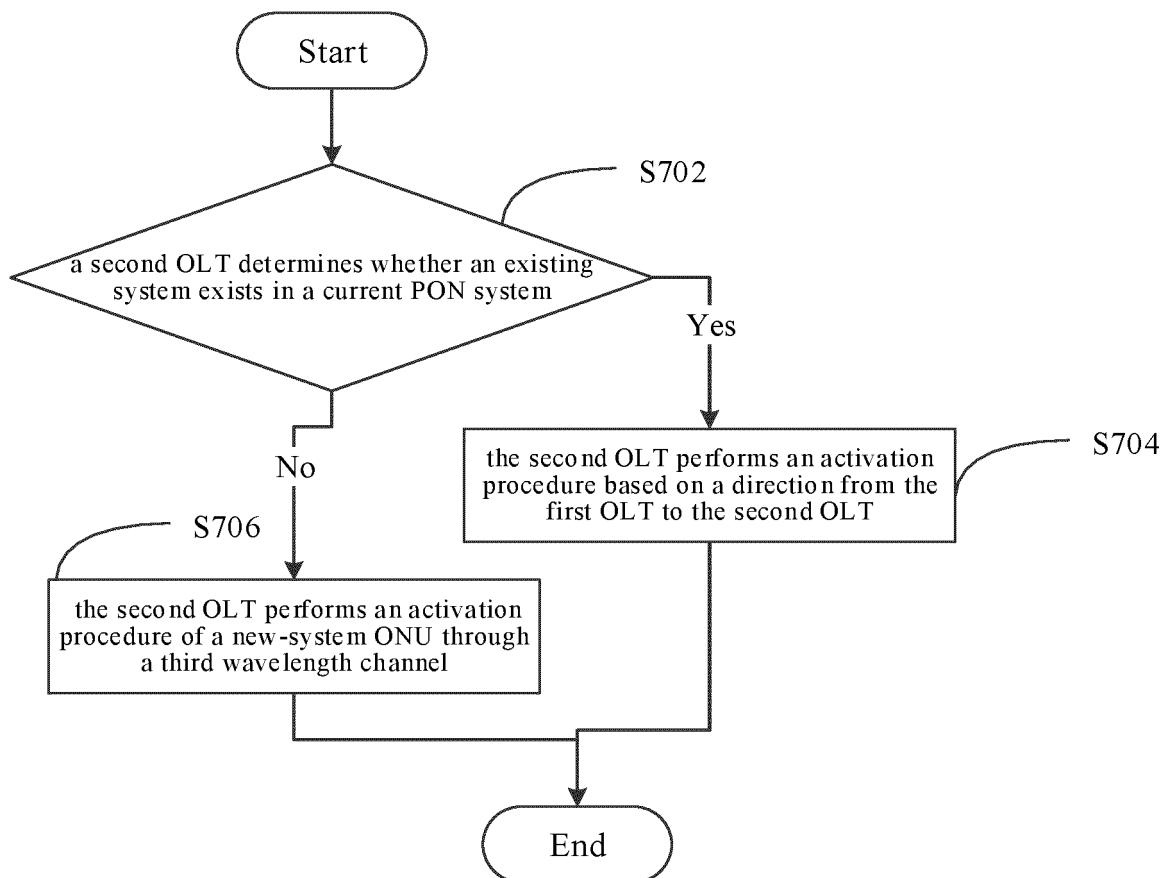 Start
S702
a second OLT determines whether an existing
system exists in a current PON system
Yes
S704
the second OLT performs an activation
procedure based on a direction from the
first OLT to the second OLT
No
S706
the second OLT performs an activation
procedure of a new-system ONU through
a third wavelength channel
End